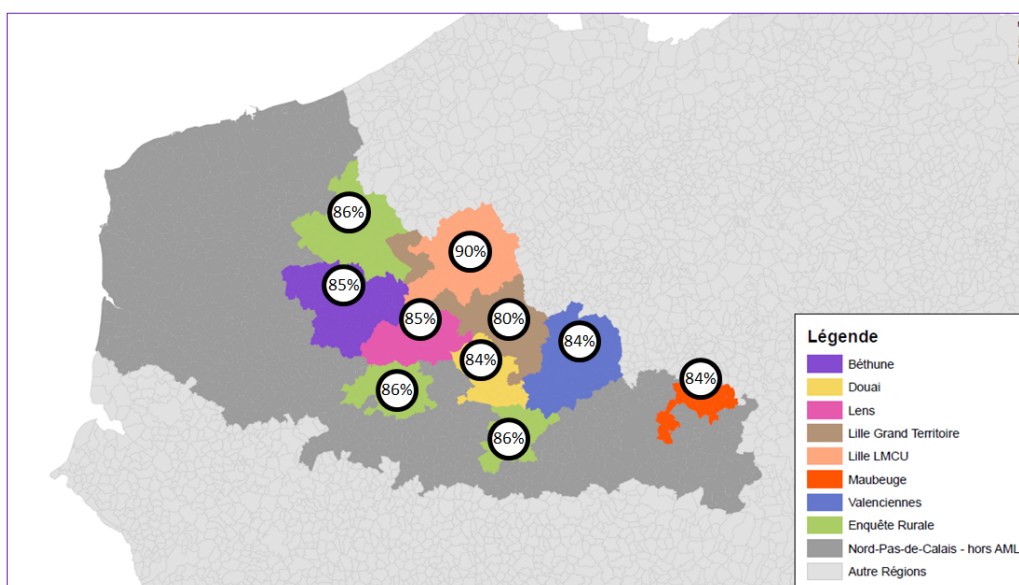 86%
90%
85%
85%
80%
84%
84%
86%
84%
86%
Légende
Béthune
Douai
Lens
Lille Grand Territoire
Lille LMCU
Maubeuge
Valenciennes
Enquête Rurale
Nord-Pas-de-Calais - hors AML
Autre Régions